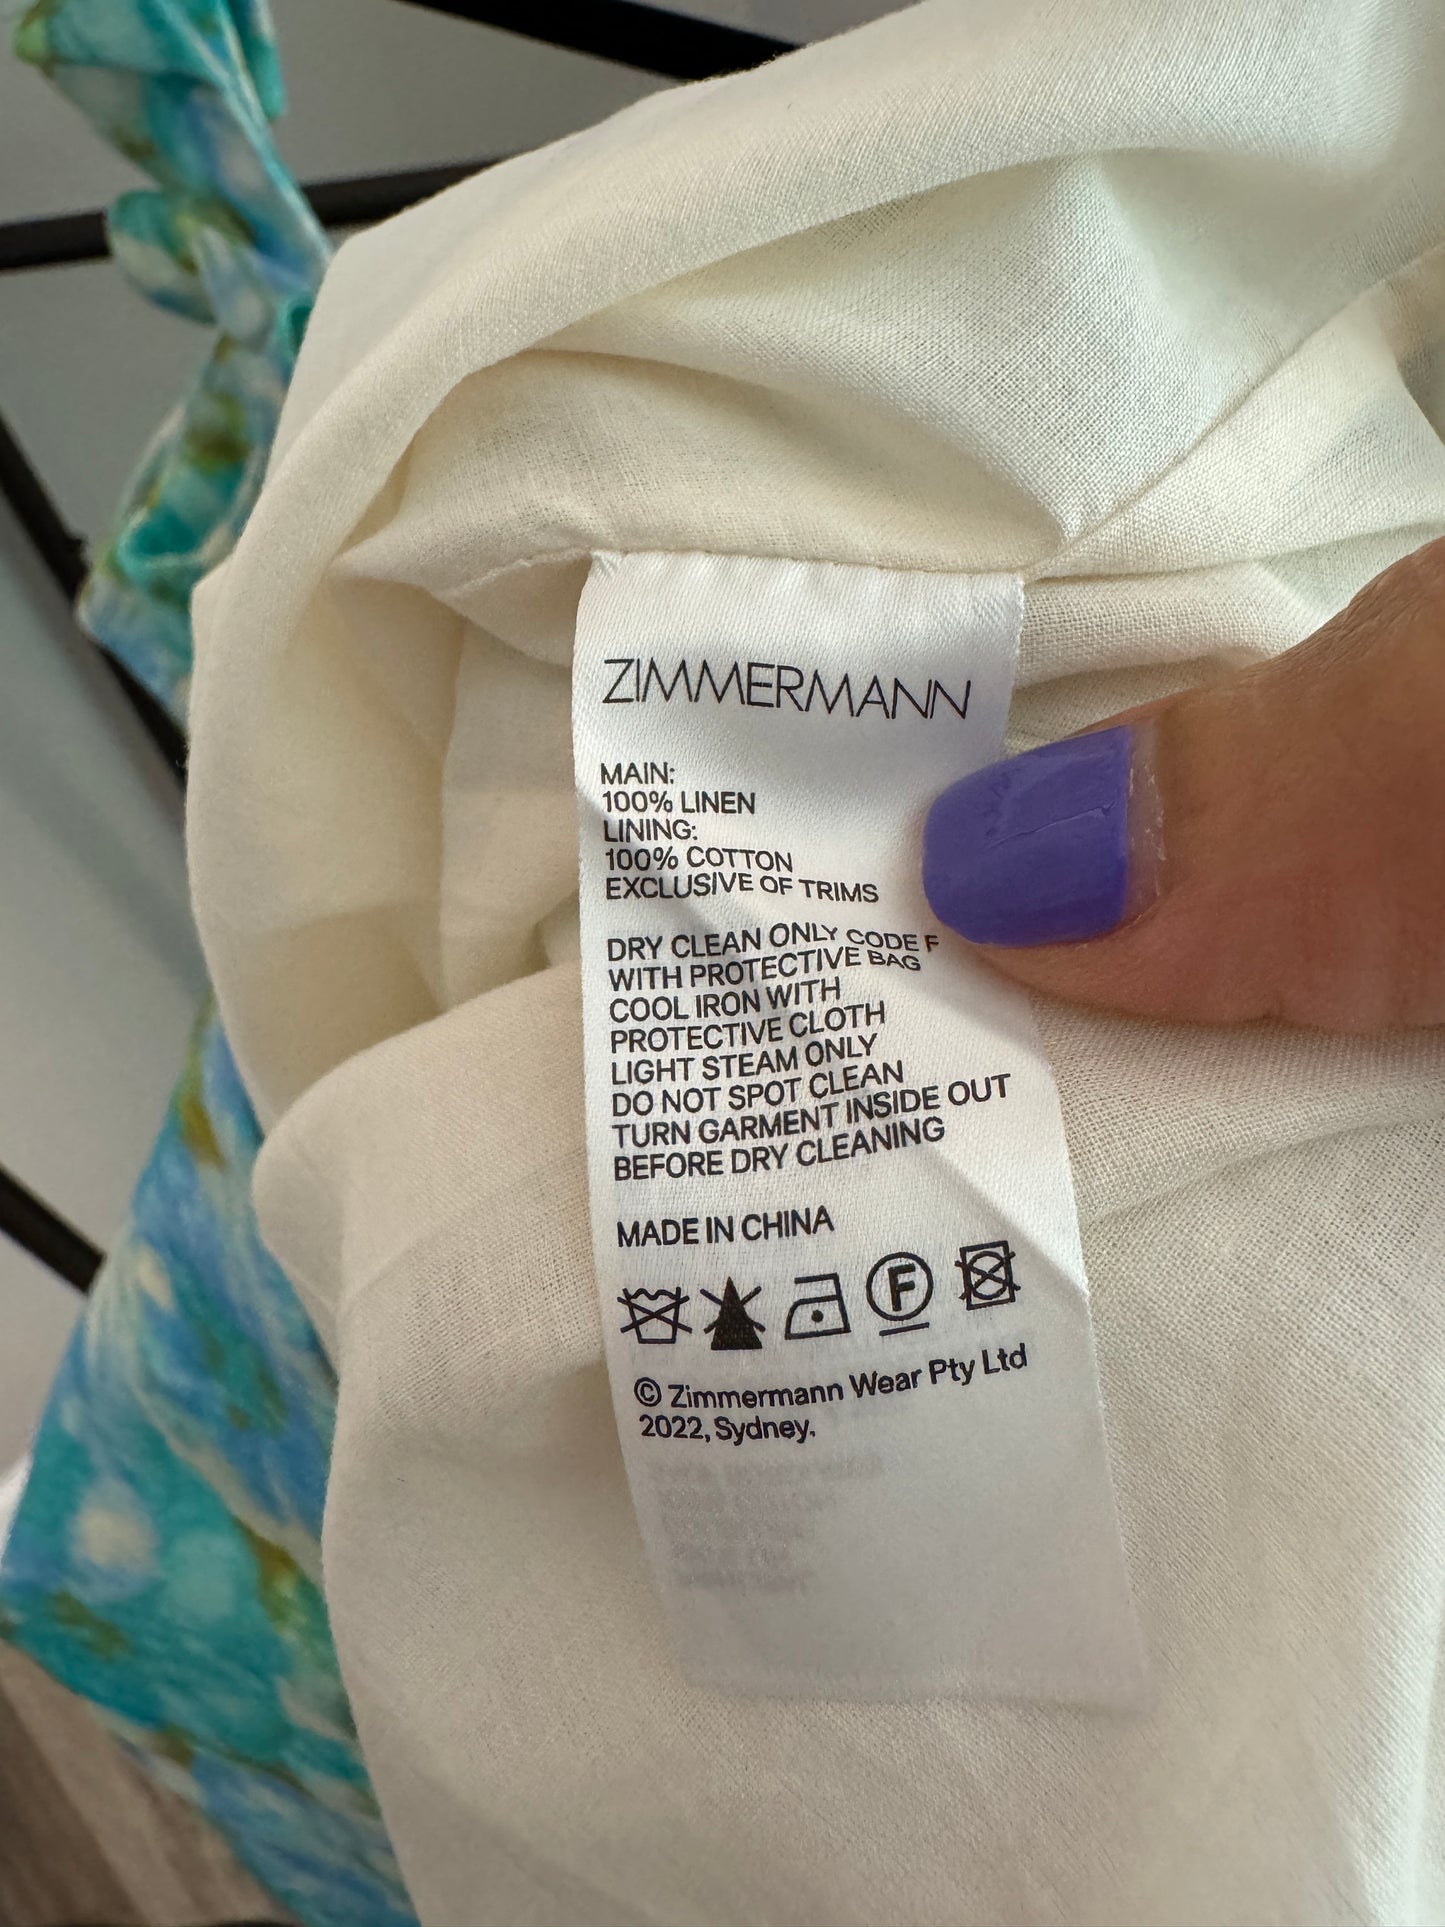 ZIMMERMANN
MAIN:
100% LINEN
LINING:
100% COTTON
EXCLUSIVE OF TRIMS
DRY CLEAN ONLY CODE F
WITH PROTECTIVE BAG
COOL IRON WITH
PROTECTIVE CLOTH
LIGHT STEAM ONLY
DO NOT SPOT CLEAN
TURN GARMENT INSIDE OUT
BEFORE DRY CLEANING
MADE IN CHINA
F
© Zimmermann Wear Pty Ltd
2022, Sydney.